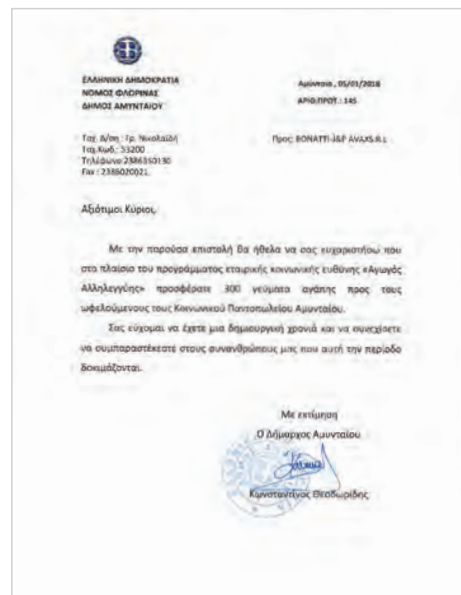 ΕΛΛΗΝΙΚΗ ΔΗΜΟΚΡΑΤΙΑ
ΝΟΜΟΣ ΦΛΩΡΙΝΑΣ
ΔΗΜΟΣ ΑΜΥΝΤΑΙΟΥ
Αμύνταιο, 05/01/2018
ΑΡΙΘ.ΠΡΩΤ.: 145
Ταχ. Δ/νση : Γρ. Νικολαΐδη
Ταχ.Κωδ.: 53200
Τηλέφωνο:2386350130
Fax : 2386020021
Προς: BONATTI-J&P AVAX S.R.L
Αξιότιμοι Κύριοι,
Με την παρούσα επιστολή θα ήθελα να σας ευχαριστήσω που
στο πλαίσιο του προγράμματος εταιρικής κοινωνικής ευθύνης «Αγωγός
Αλληλεγγύης» προσφέρατε 300 γεύματα αγάπης προς τους
ωφελούμενους τους Κοινωνικού Παντοπωλείου Αμυνταίου.
Σας εύχομαι να έχετε μια δημιουργική χρονιά και να συνεχίσετε
να συμπαραστέκεστε στους συνανθρώπους μας που αυτή την περίοδο
δοκιμάζονται.
Με εκτίμηση
Ο Δήμαρχος Αμυνταίου
Κωνσταντίνος Θεοδωρίδης